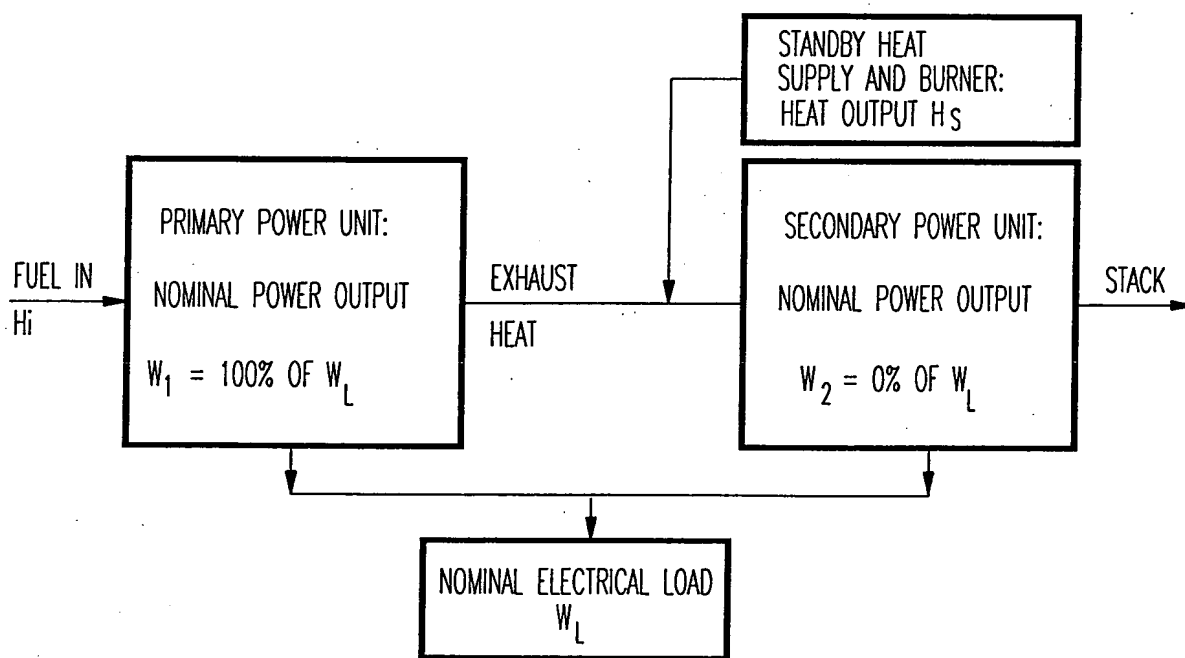 STANDBY HEAT
SUPPLY AND BURNER:
HEAT OUTPUT HS
PRIMARY POWER UNIT:
NOMINAL POWER OUTPUT
W1 = 100% OF WL
FUEL IN
Hi
EXHAUST
HEAT
SECONDARY POWER UNIT:
NOMINAL POWER OUTPUT
W2 = 0% OF WL
STACK
NOMINAL ELECTRICAL LOAD
WL